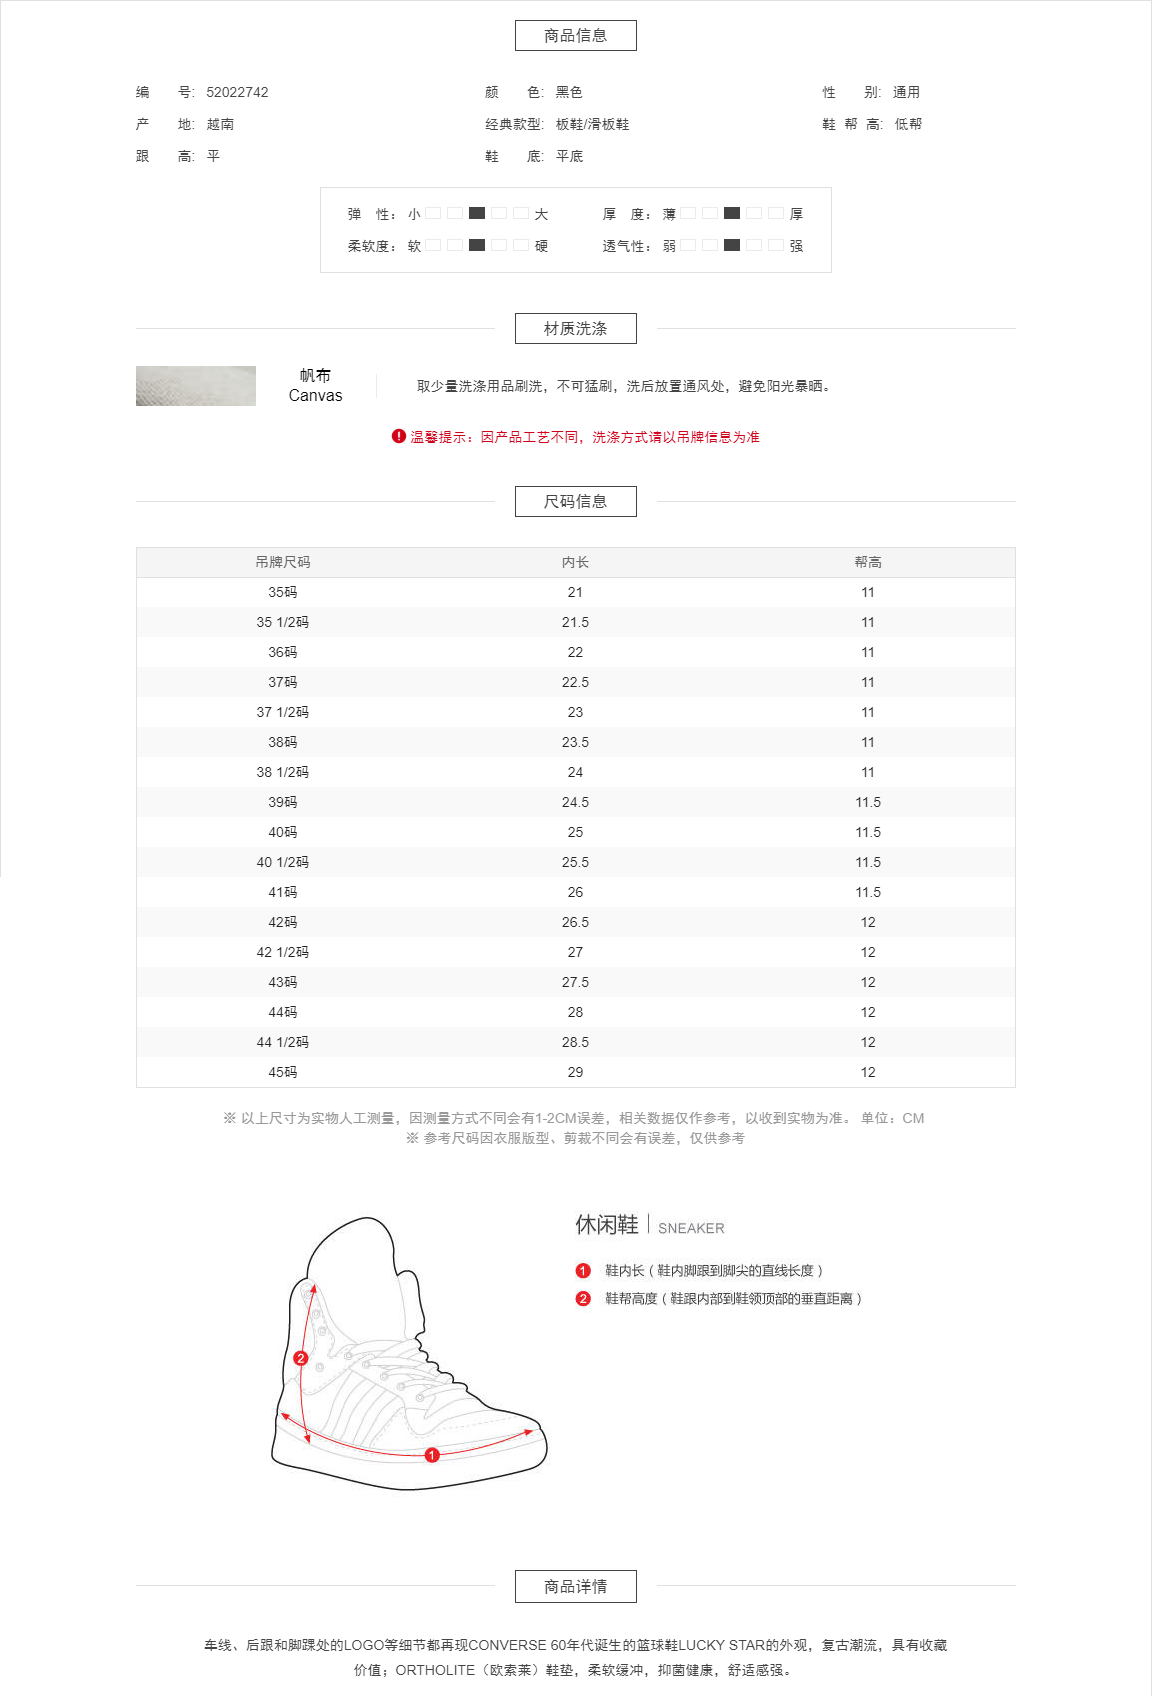 商品信息
编 号: 52022742 颜 色: 黑色 性 别: 通用
产 地: 越南 经典款型: 板鞋/滑板鞋 鞋 帮 高: 低帮
跟 高: 平 鞋 底: 平底
弹 性: 小 大 厚 度: 薄 厚
柔软度: 软 硬 透气性: 弱 强
材质洗涤
帆布
Canvas
取少量洗涤用品刷洗，不可猛刷，洗后放置通风处，避免阳光暴晒。
温馨提示：因产品工艺不同，洗涤方式请以吊牌信息为准
尺码信息
吊牌尺码 内长 帮高
35码 21 11
35 1/2码 21.5 11
36码 22 11
37码 22.5 11
37 1/2码 23 11
38码 23.5 11
38 1/2码 24 11
39码 24.5 11.5
40码 25 11.5
40 1/2码 25.5 11.5
41码 26 11.5
42码 26.5 12
42 1/2码 27 12
43码 27.5 12
44码 28 12
44 1/2码 28.5 12
45码 29 12
※ 以上尺寸为实物人工测量，因测量方式不同会有1-2CM误差，相关数据仅作参考，以收到实物为准。 单位：CM
※ 参考尺码因衣服版型、剪裁不同会有误差，仅供参考
休闲鞋 SNEAKER
1 鞋内长（鞋内脚跟到脚尖的直线长度）
2 鞋帮高度（鞋跟内部到鞋领顶部的垂直距离）
2
1
商品详情
车线、后跟和脚踝处的LOGO等细节都再现CONVERSE 60年代诞生的篮球鞋LUCKY STAR的外观，复古潮流，具有收藏
价值；ORTHOLITE（欧索莱）鞋垫，柔软缓冲，抑菌健康，舒适感强。